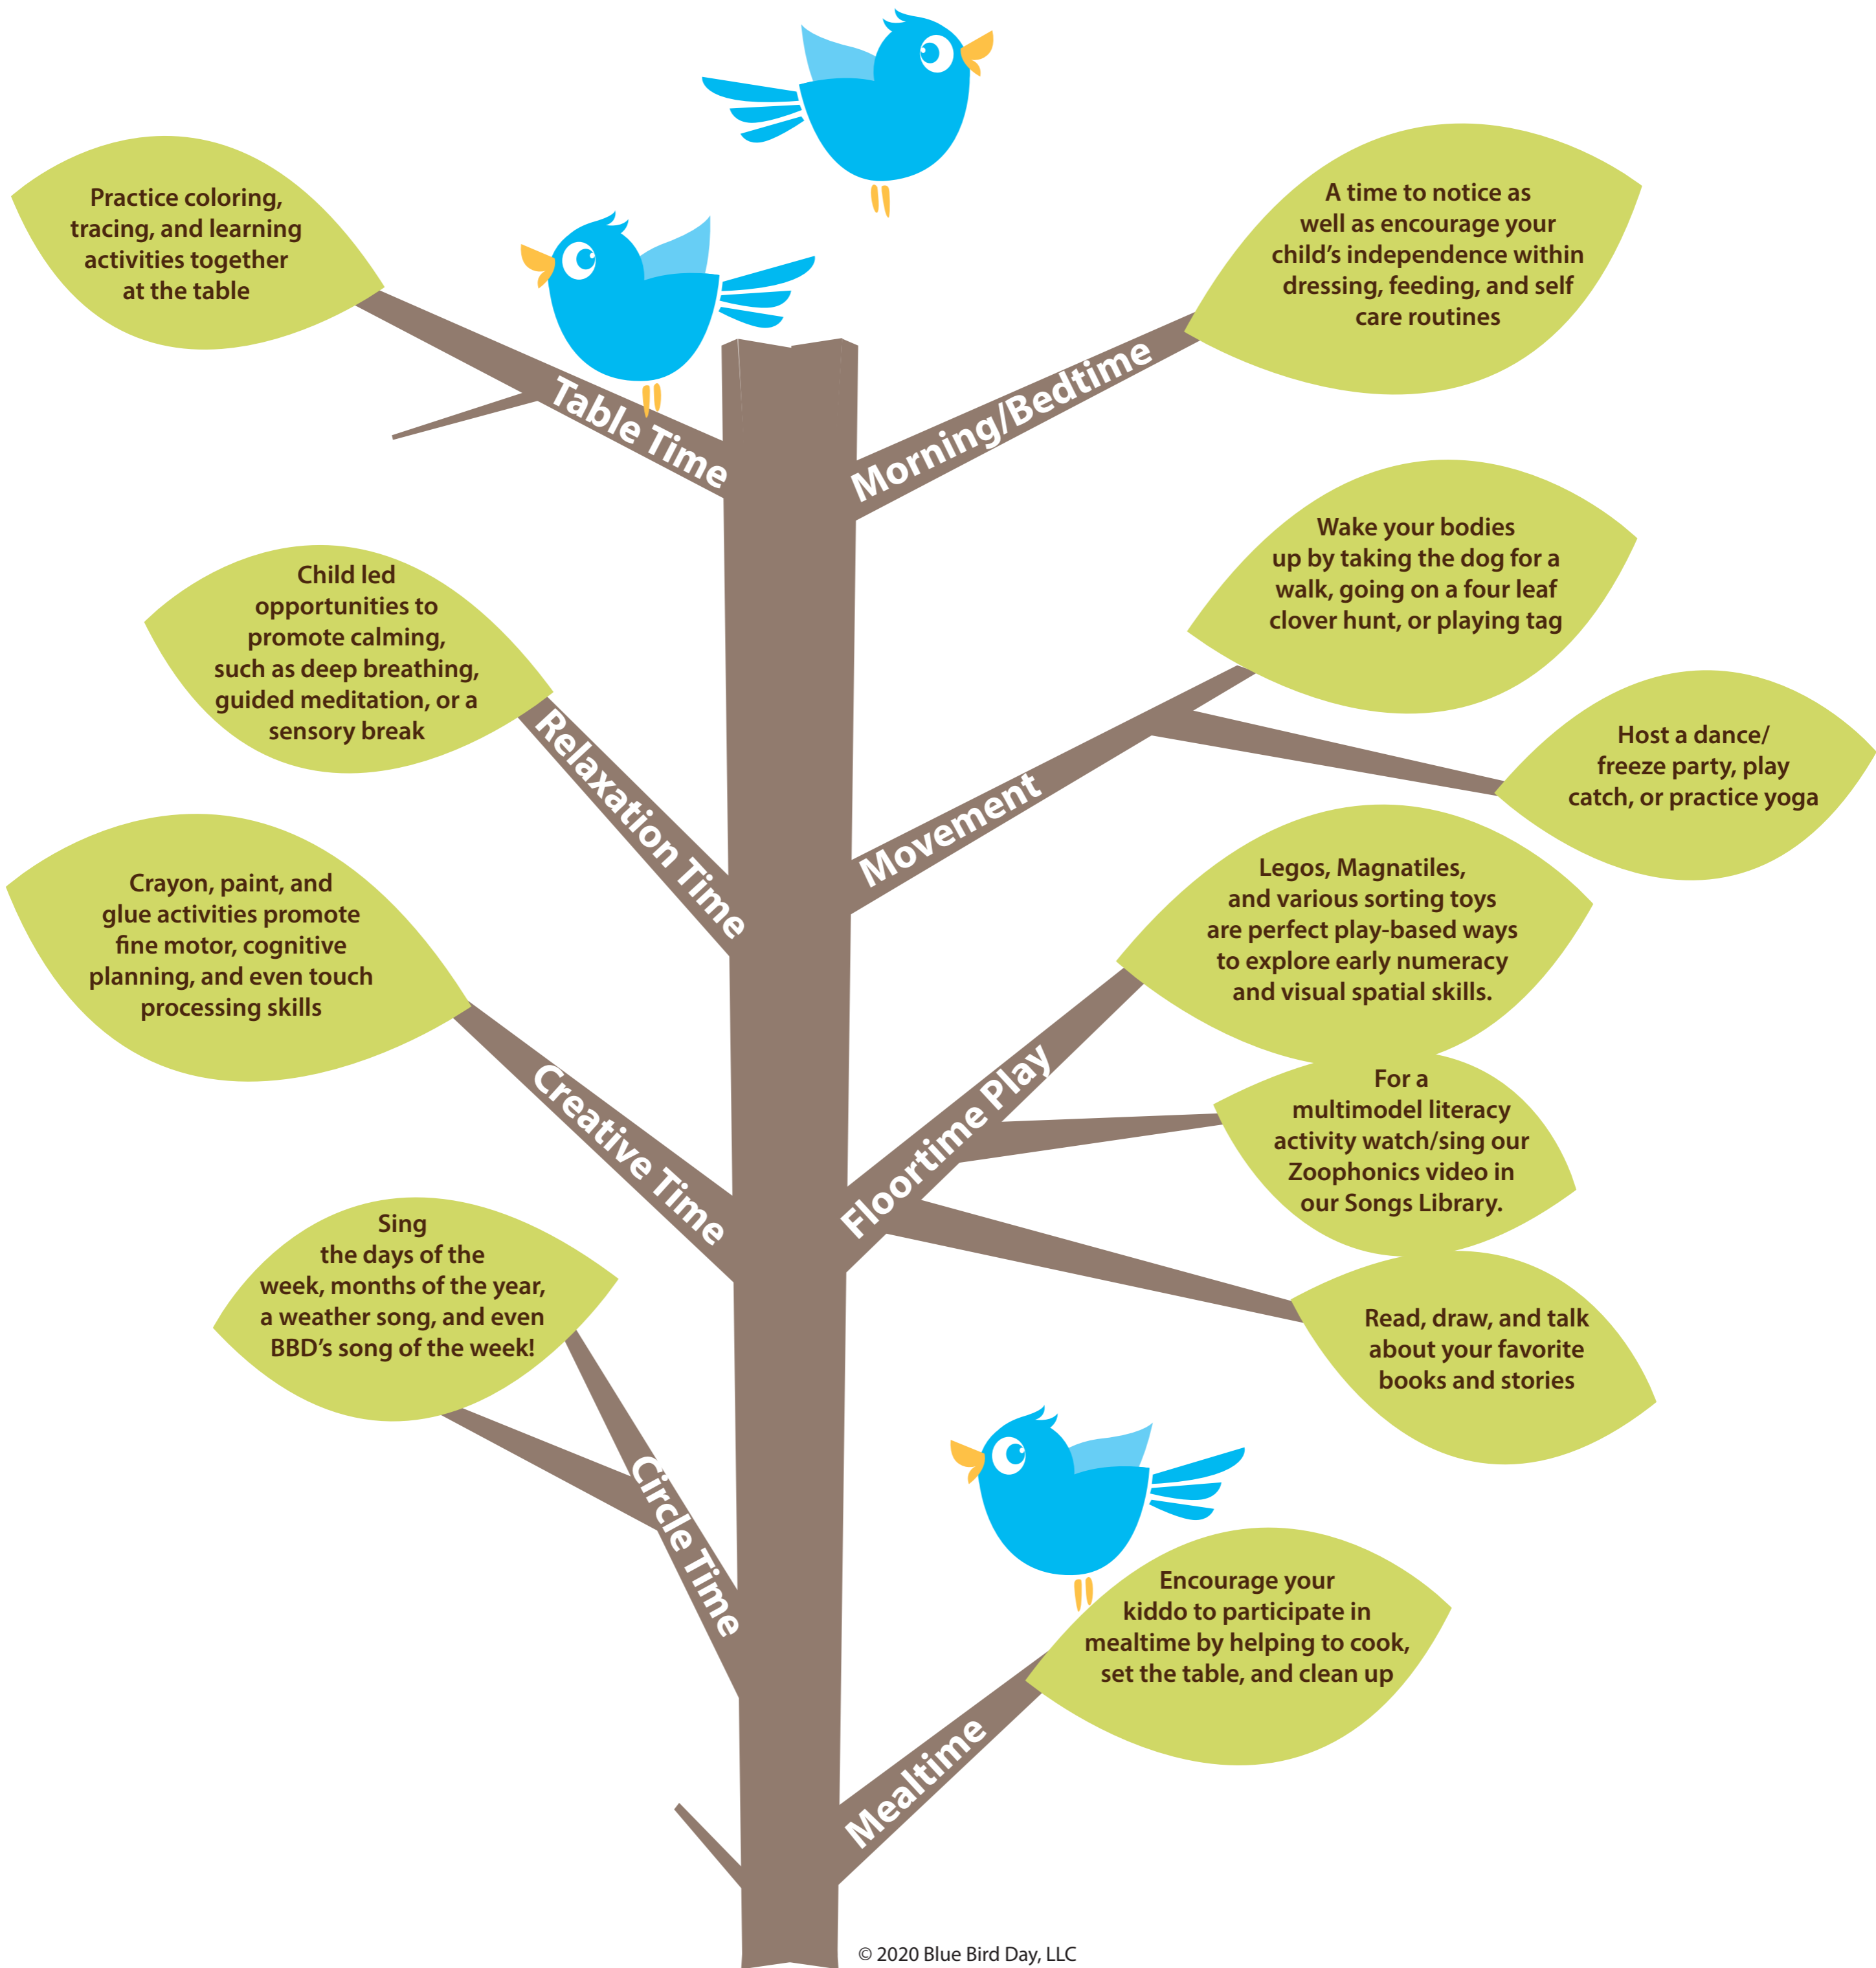 Practice coloring,
tracing, and learning
activities together
at the table
Table Time
A time to notice as
well as encourage your
child's independence within
dressing, feeding, and self
care routines
Morning/Bedtime
Child led
opportunities to
promote calming,
such as deep breathing,
guided meditation, or a
sensory break
Relaxation Time
Wake your bodies
up by taking the dog for a
walk, going on a four leaf
clover hunt, or playing tag
Host a dance/
freeze party, play
catch, or practice yoga
Movement
Crayon, paint, and
glue activities promote
fine motor, cognitive
planning, and even touch
processing skills
Creative Time
Legos, Magnatiles,
and various sorting toys
are perfect play-based ways
to explore early numeracy
and visual spatial skills.
For a
multimodel literacy
activity watch/sing our
Zoophonics video in
our Songs Library.
Read, draw, and talk
about your favorite
books and stories
Floortime Play
Sing
the days of the
week, months of the year,
a weather song, and even
BBD's song of the week!
Circle Time
Encourage your
kiddo to participate in
mealtime by helping to cook,
set the table, and clean up
Mealtime
© 2020 Blue Bird Day, LLC